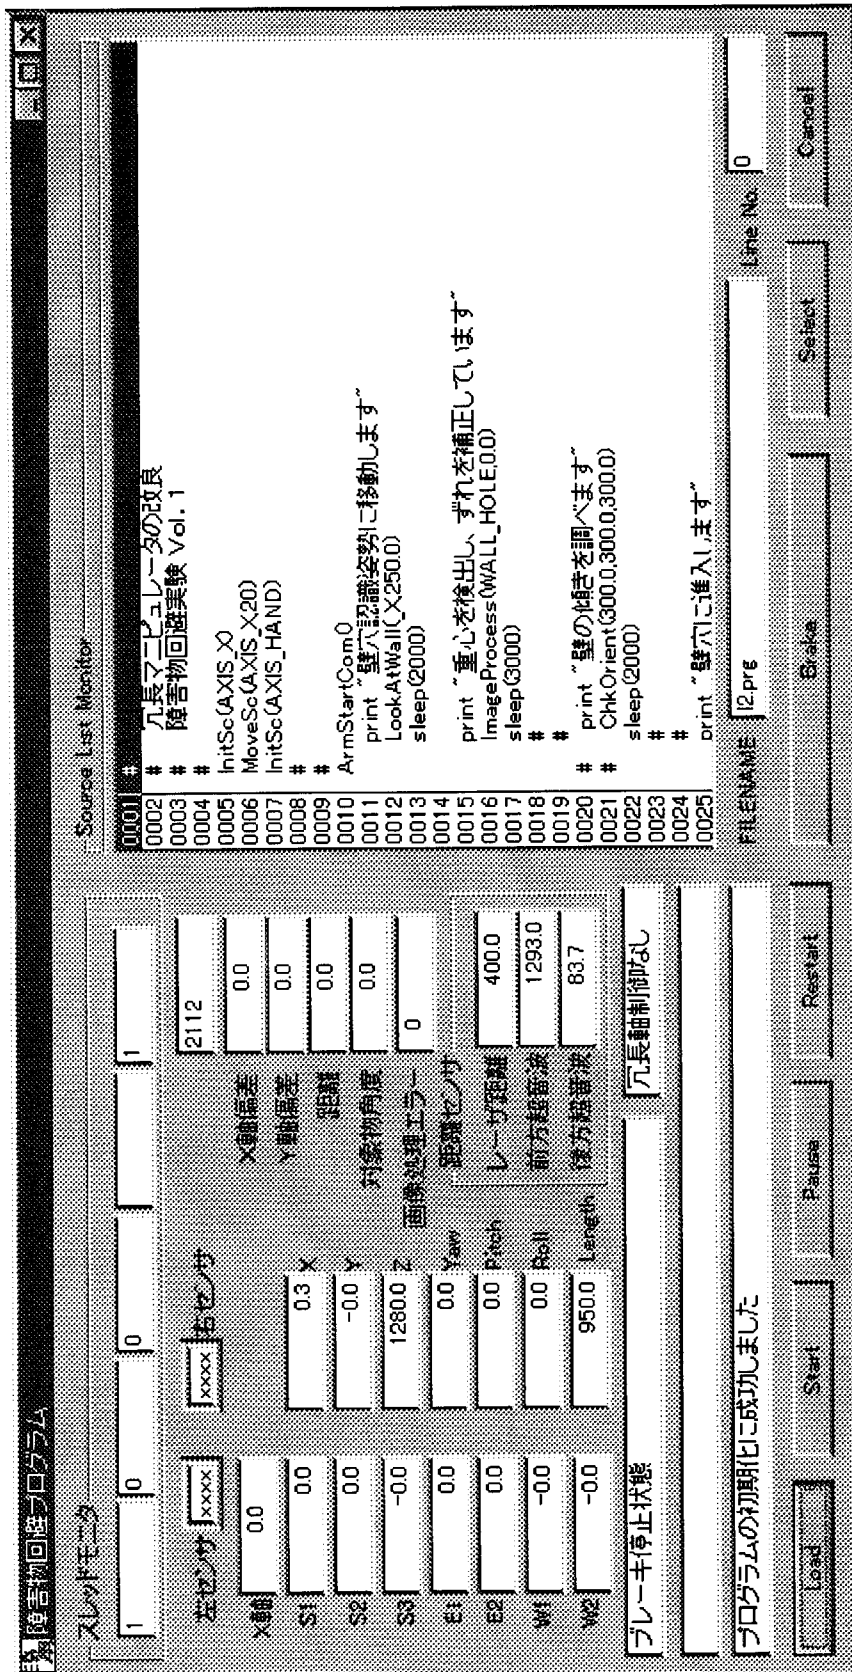 障害物回避プログラム
スレッドモニタ
1 0 0 1
左センサ xxxx xxxx 右センサ
2112
X軸 0.0
S1 0.0
S2 0.0
S3 -0.0
E1 0.0
E2 0.0
W1 -0.0
W2 -0.0
0.3 X
-0.0 Y
1280.0 Z
0.0 Yaw
0.0 Pitch
0.0 Roll
950.0 Length
X軸偏差 0.0
Y軸偏差 0.0
距離 0.0
対象物角度 0.0
画像処理エラー 0
距離センサ
レーザ距離 400.0
前方超音波 1293.0
後方超音波 83.7
ブレーキ停止状態
冗長軸制御なし
プログラムの初期化に成功しました
Source List Monitor
0001 #
0002 # 冗長マニピュレータの改良
0003 # 障害物回避実験 Vol. 1
0004 #
0005 InitSc(AXIS_X)
0006 MoveSc(AXIS_X,20)
0007 InitSc(AXIS_HAND)
0008 #
0009 #
0010 ArmStartCom()
0011 print "壁穴認識姿勢に移動します"
0012 LookAtWall(_X,250.0)
0013 sleep(2000)
0014
0015 print "重心を検出し、ずれを補正しています"
0016 ImageProcess(WALL_HOLE,0.0)
0017 sleep(3000)
0018 #
0019 #
0020 # print "壁の傾きを調べます"
0021 # ChkOrient(300.0,300.0,300.0,300.0)
0022 sleep(2000)
0023 #
0024 #
0025 print "壁穴に進入します"
FILENAME l2.prg Line No. 0
Load Start Pause Restart Brake Select Cancel